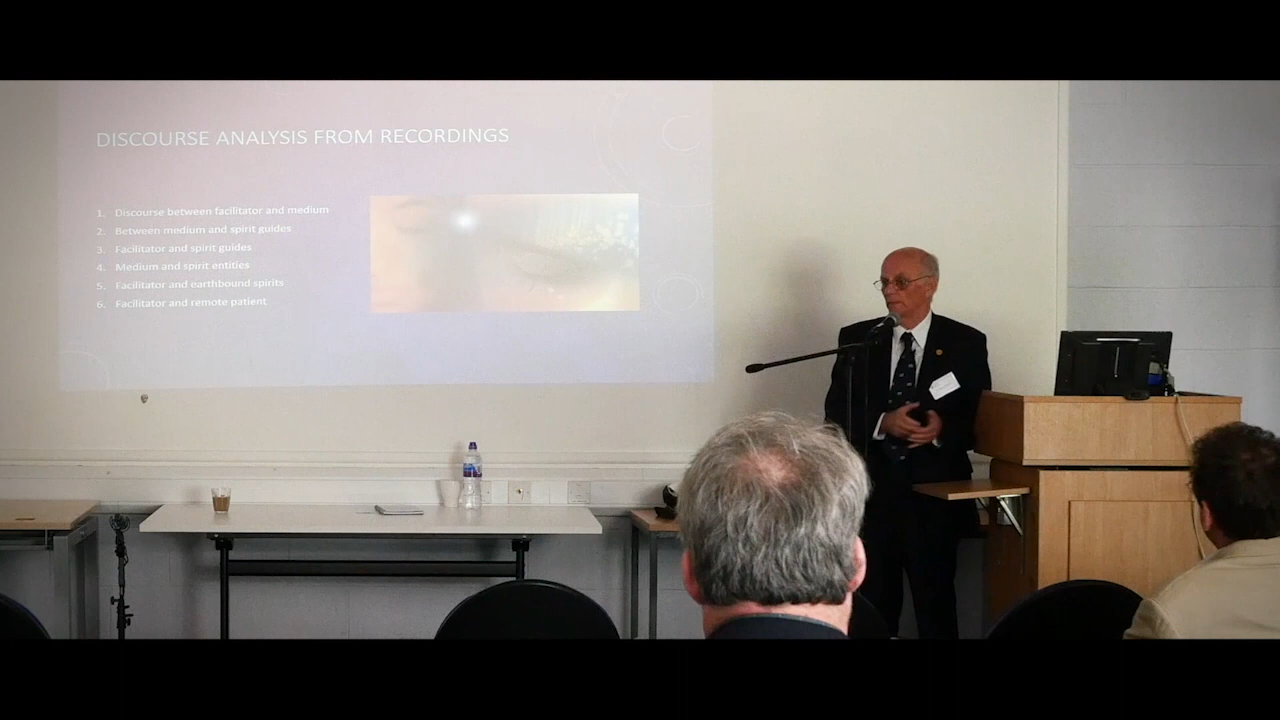 DISCOURSE ANALYSIS FROM RECORDINGS
1. Discourse between facilitator and medium
2. Between medium and spirit guides
3. Facilitator and spirit guides
4. Medium and spirit entities
5. Facilitator and earthbound spirits
6. Facilitator and remote patient